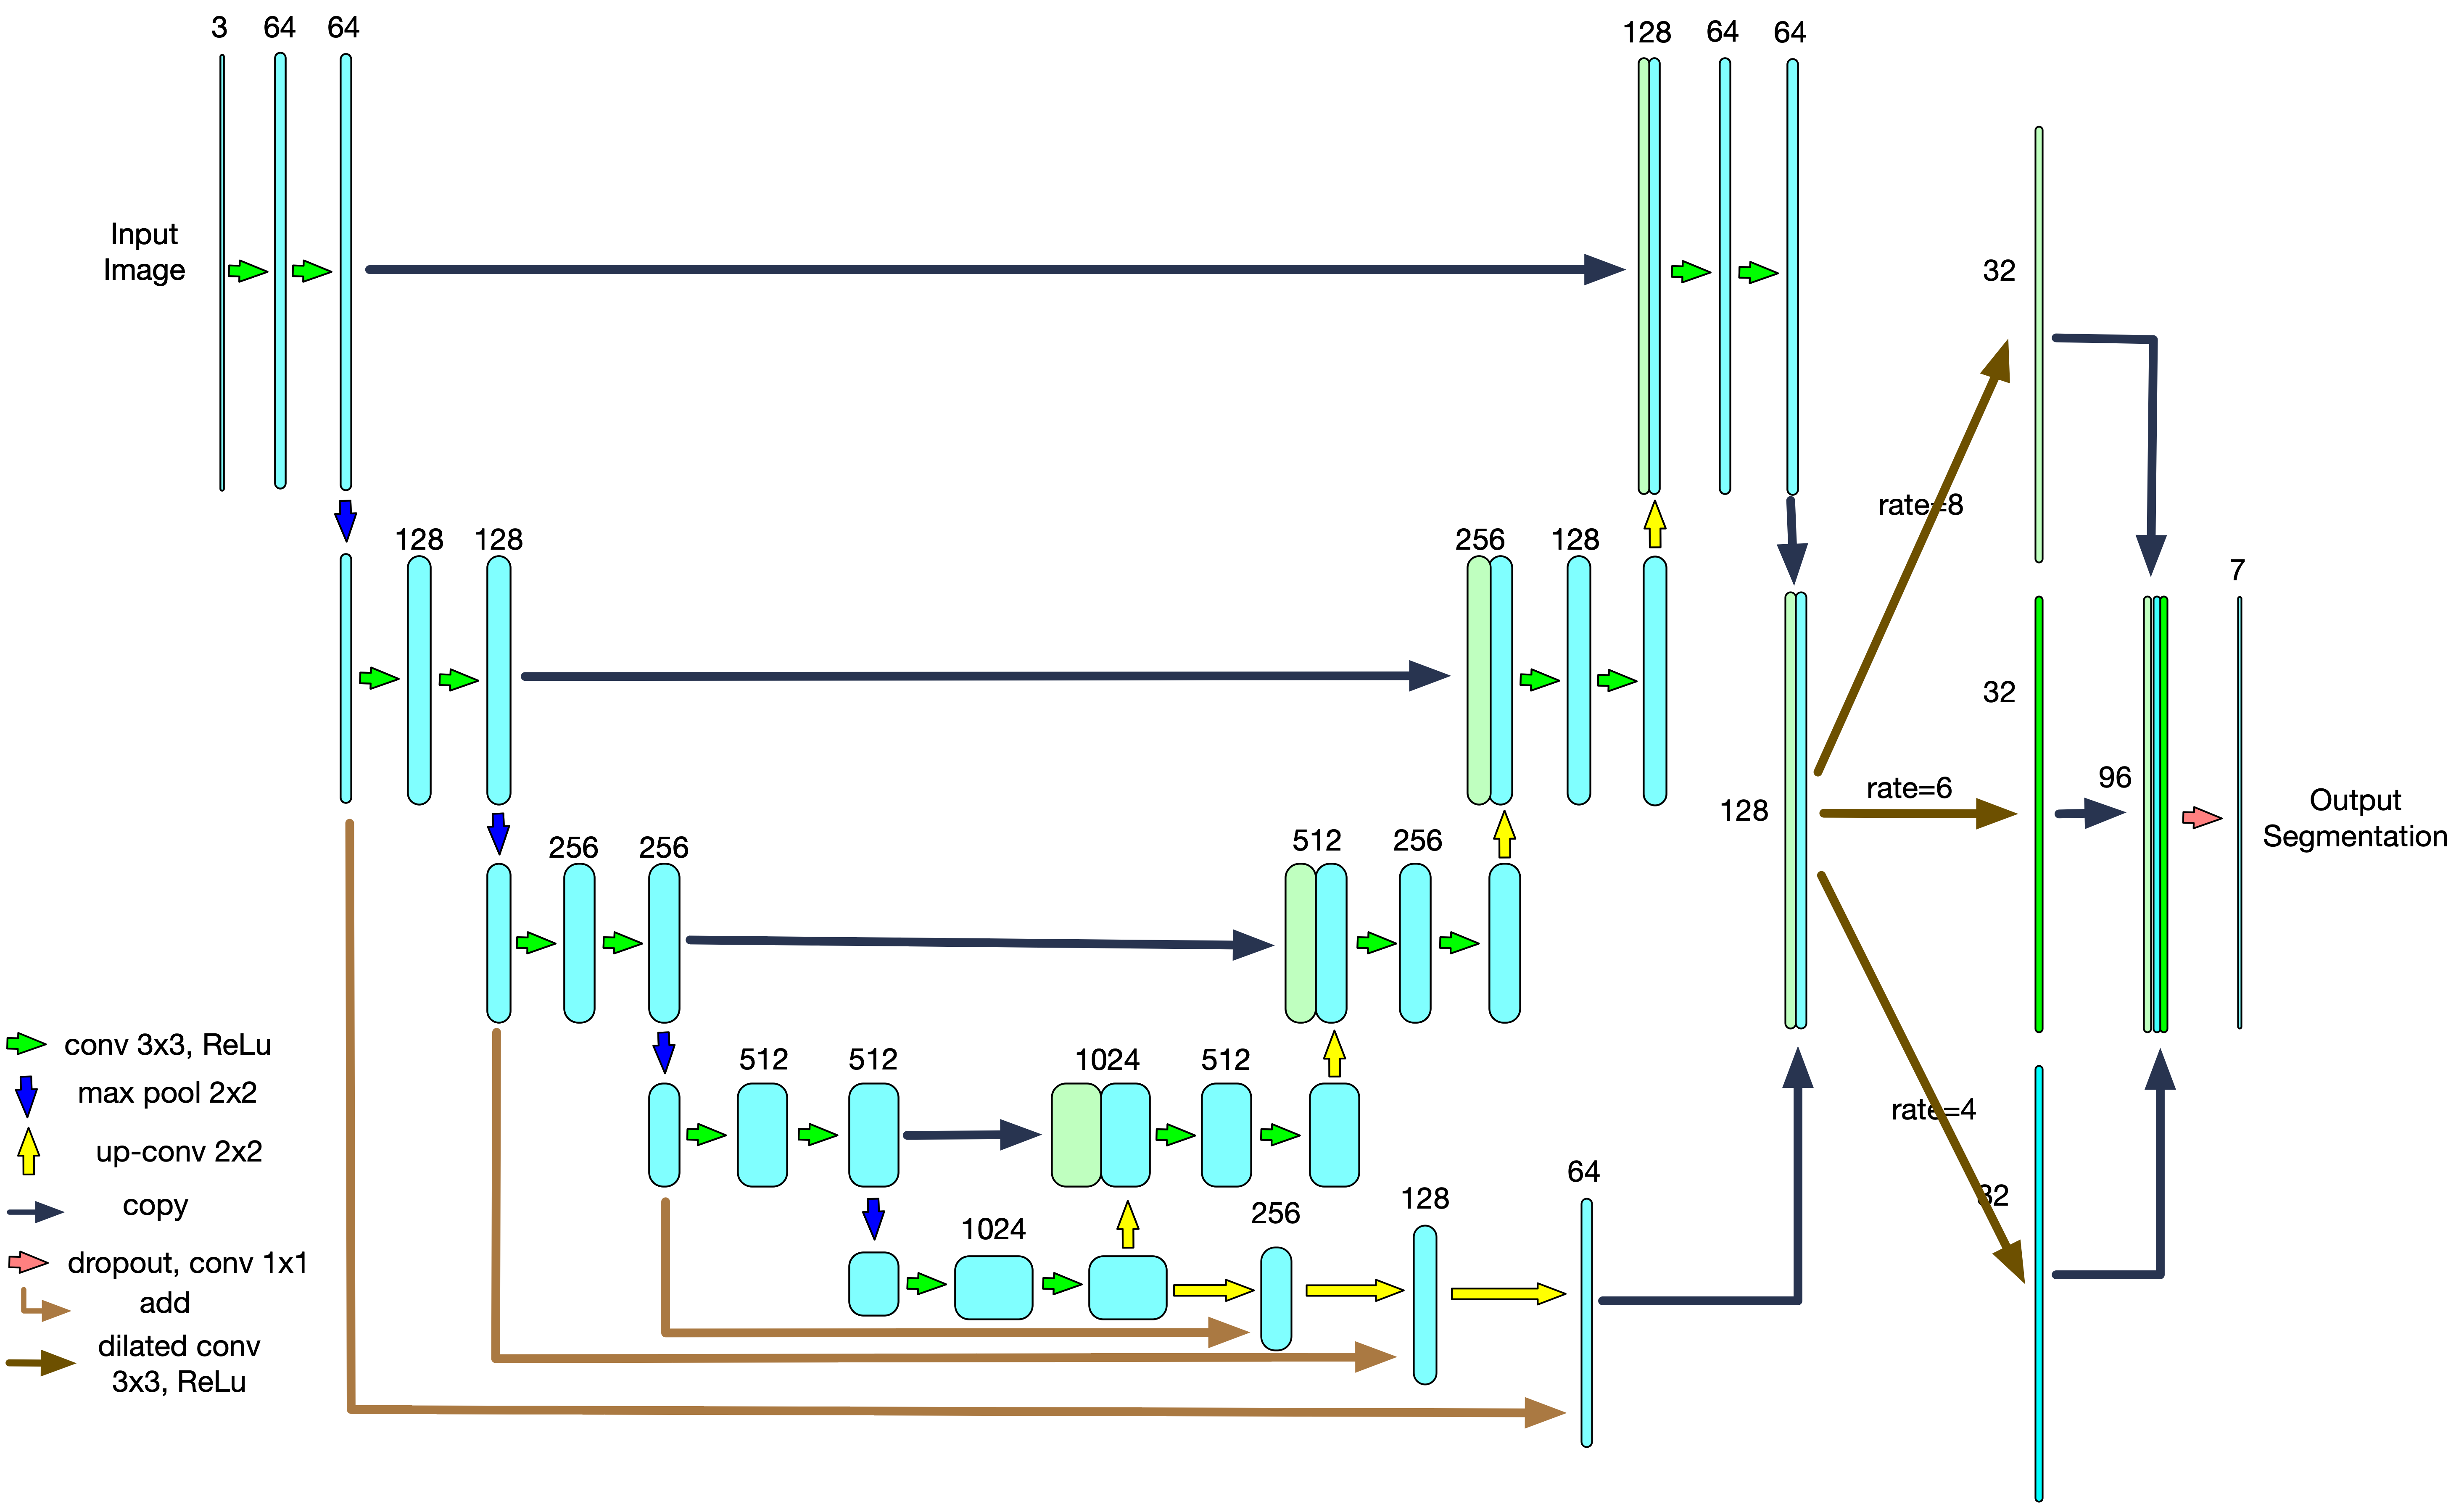 3 64 64
128 64 64
Input
Image
32
rate=8
128 128
256 128
7
32
rate=6
96
128
Output
Segmentation
256 256
512 256
conv 3x3, ReLu
max pool 2x2
up-conv 2x2
copy
dropout, conv 1x1
add
dilated conv
3x3, ReLu
512 512
1024 512
rate=4
32
1024
256
128
64